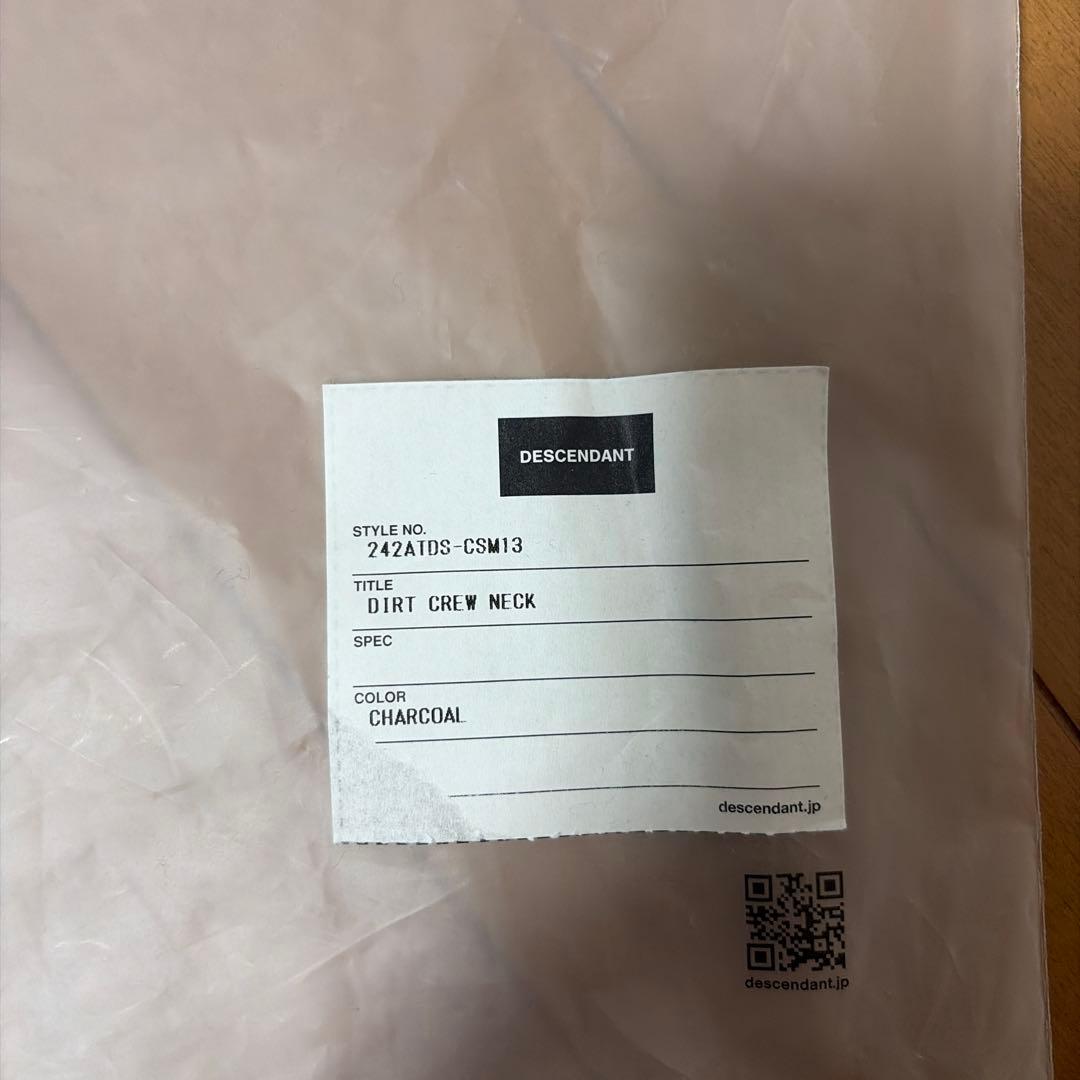 DESCENDANT
STYLE NO.
242ATDS-CSM13
TITLE
DIRT CREW NECK
SPEC
COLOR
CHARCOAL
descendant.jp
descendant.jp